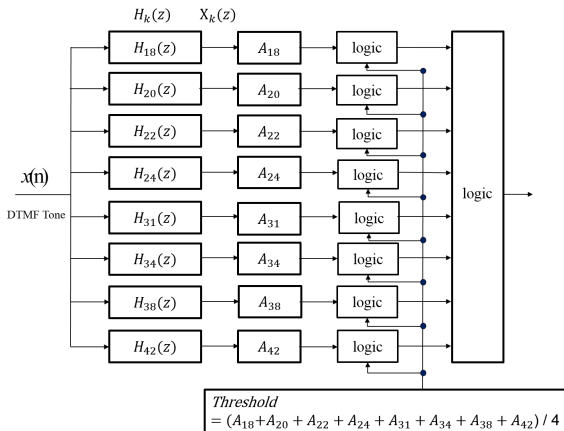 H_k(z) X_k(z)
H_18(z) A_18 logic
H_20(z) A_20 logic
H_22(z) A_22 logic
H_24(z) A_24 logic
x(n)
DTMF Tone
logic
H_31(z) A_31 logic
H_34(z) A_34 logic
H_38(z) A_38 logic
H_42(z) A_42 logic
Threshold
= (A_18+A_20 + A_22 + A_24 + A_31 + A_34 + A_38 + A_42) / 4